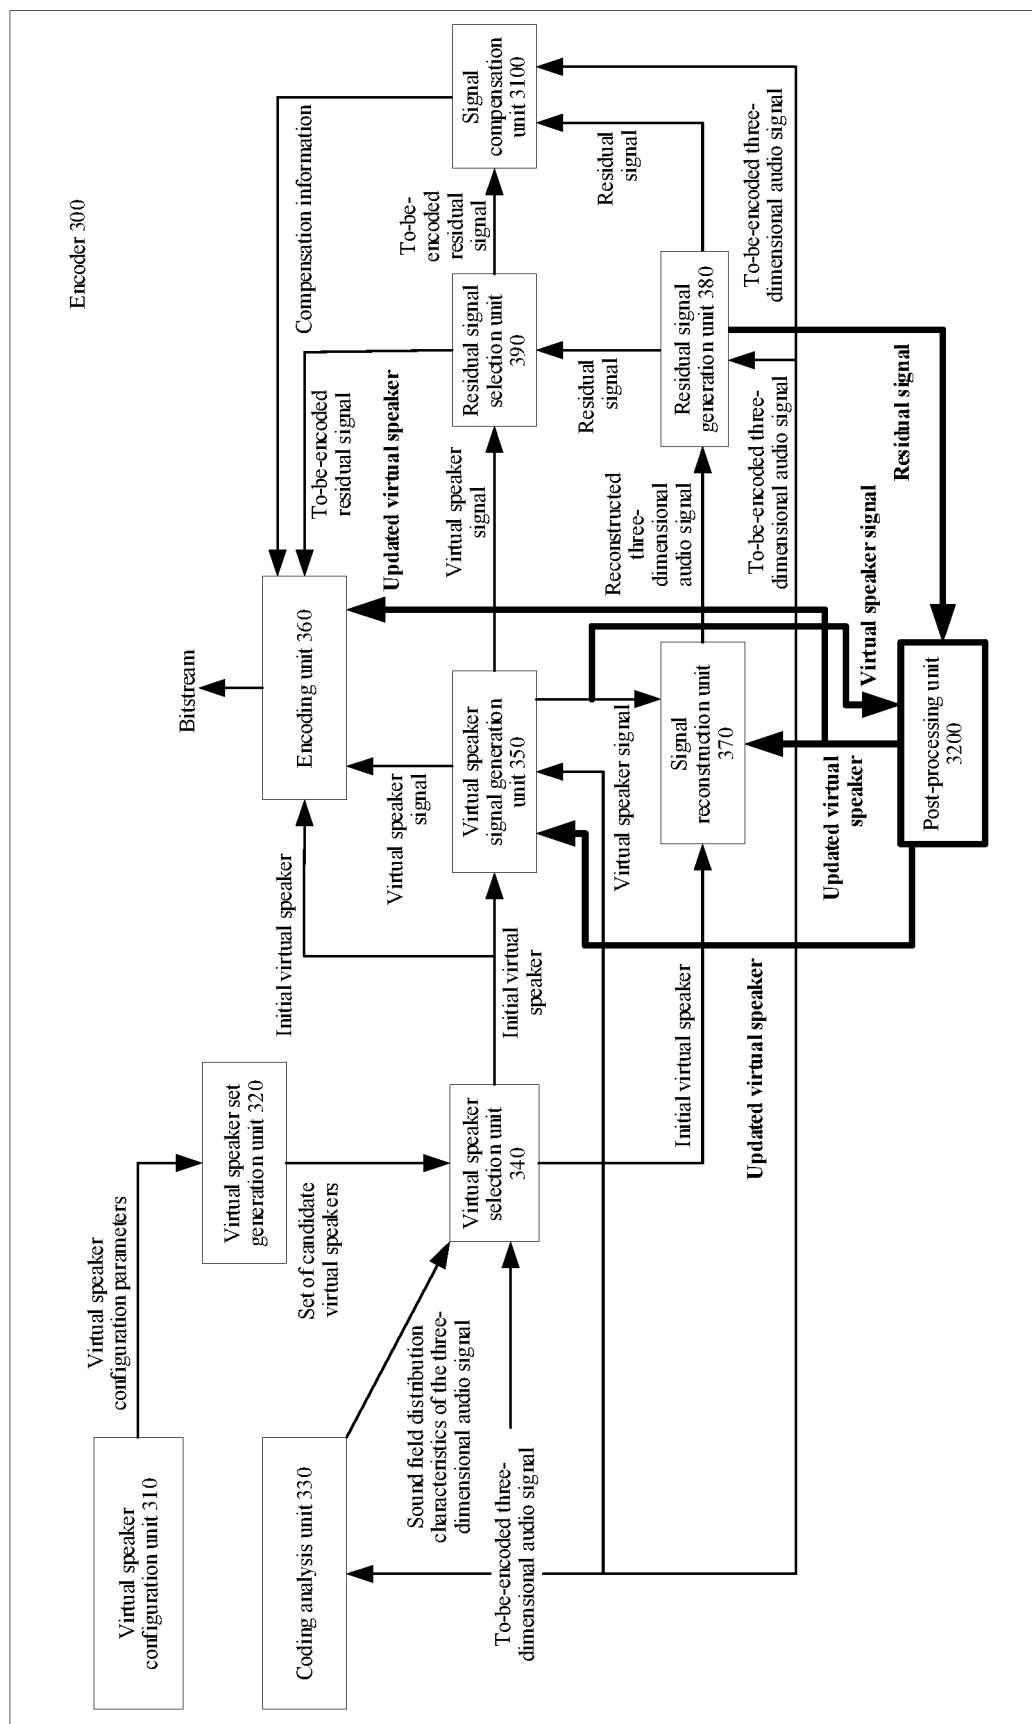 Encoder 300
Virtual speaker
configuration unit 310
Virtual speaker
configuration parameters
Virtual speaker set
generation unit 320
Set of candidate
virtual speakers
Coding analysis unit 330
Sound field distribution
characteristics of the three-
dimensional audio signal
To-be-encoded three-
dimensional audio signal
Virtual speaker
selection unit
340
Initial virtual speaker
Initial virtual
speaker
Initial virtual speaker
Updated virtual speaker
Bitstream
Encoding unit 360
Virtual speaker
signal
Virtual speaker
signal generation
unit 350
Virtual speaker signal
Signal
reconstruction unit
370
Updated virtual
speaker
Post-processing unit
3200
Compensation information
To-be-encoded
residual signal
Updated virtual speaker
Virtual speaker
signal
Reconstructed
three-
dimensional
audio signal
To-be-encoded three-
dimensional audio signal
Virtual speaker signal
Residual signal
Residual signal
selection unit
390
Residual
signal
Residual signal
generation unit 380
To-be-
encoded
residual
signal
Residual
signal
To-be-encoded three-
dimensional audio signal
Signal
compensation
unit 3100